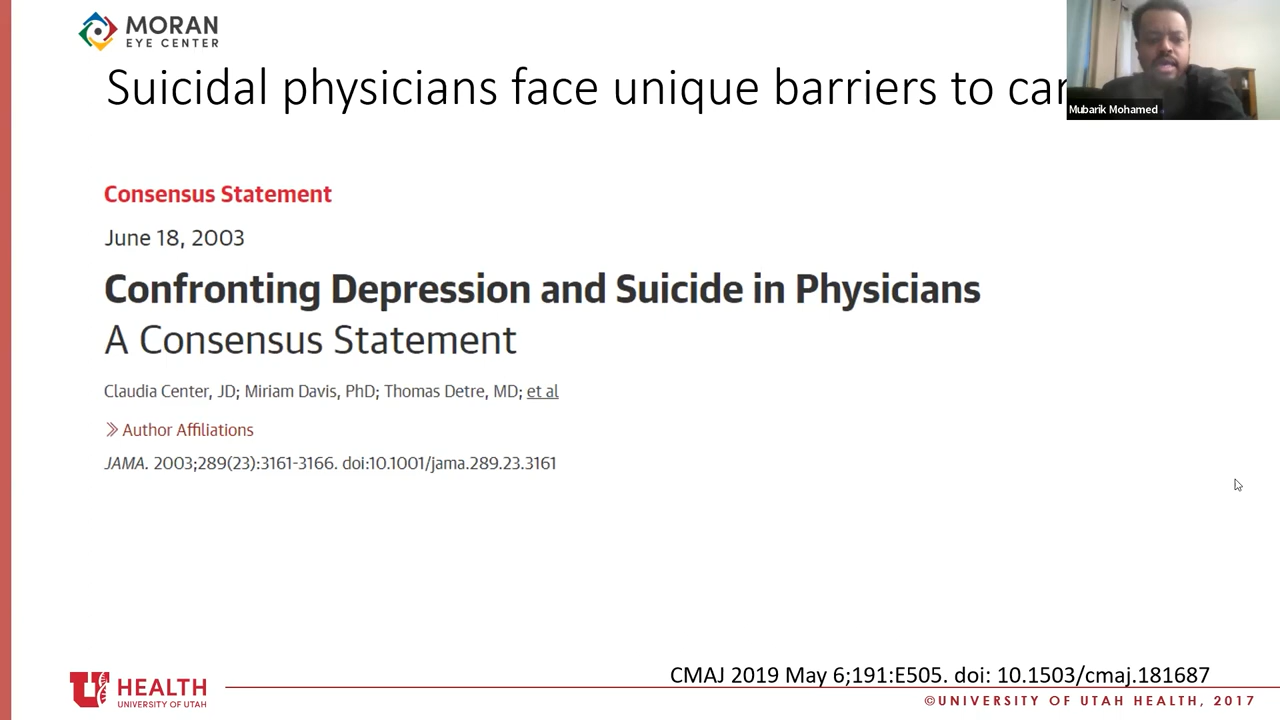 MORAN
EYE CENTER
Suicidal physicians face unique barriers to car
Mubarik Mohamed
Consensus Statement
June 18, 2003
Confronting Depression and Suicide in Physicians
A Consensus Statement
Claudia Center, JD; Miriam Davis, PhD; Thomas Detre, MD; et al
Author Affiliations
JAMA. 2003;289(23):3161-3166. doi:10.1001/jama.289.23.3161
CMAJ 2019 May 6;191:E505. doi: 10.1503/cmaj.181687
U HEALTH
UNIVERSITY OF UTAH
©UNIVERSITY OF UTAH HEALTH, 2017